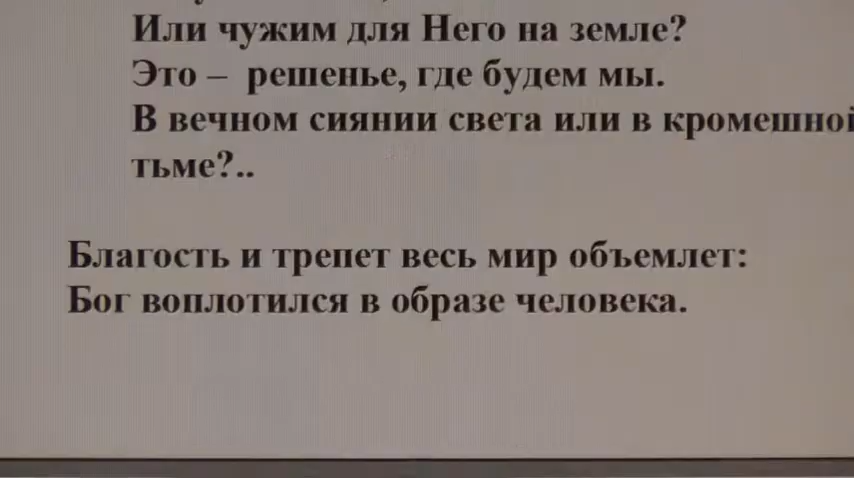 Или чужим для Него на земле?
Это – решенье, где будем мы.
В вечном сиянии света или в кромешной
тьме?..
Благость и трепет весь мир объемлет:
Бог воплотился в образе человека.